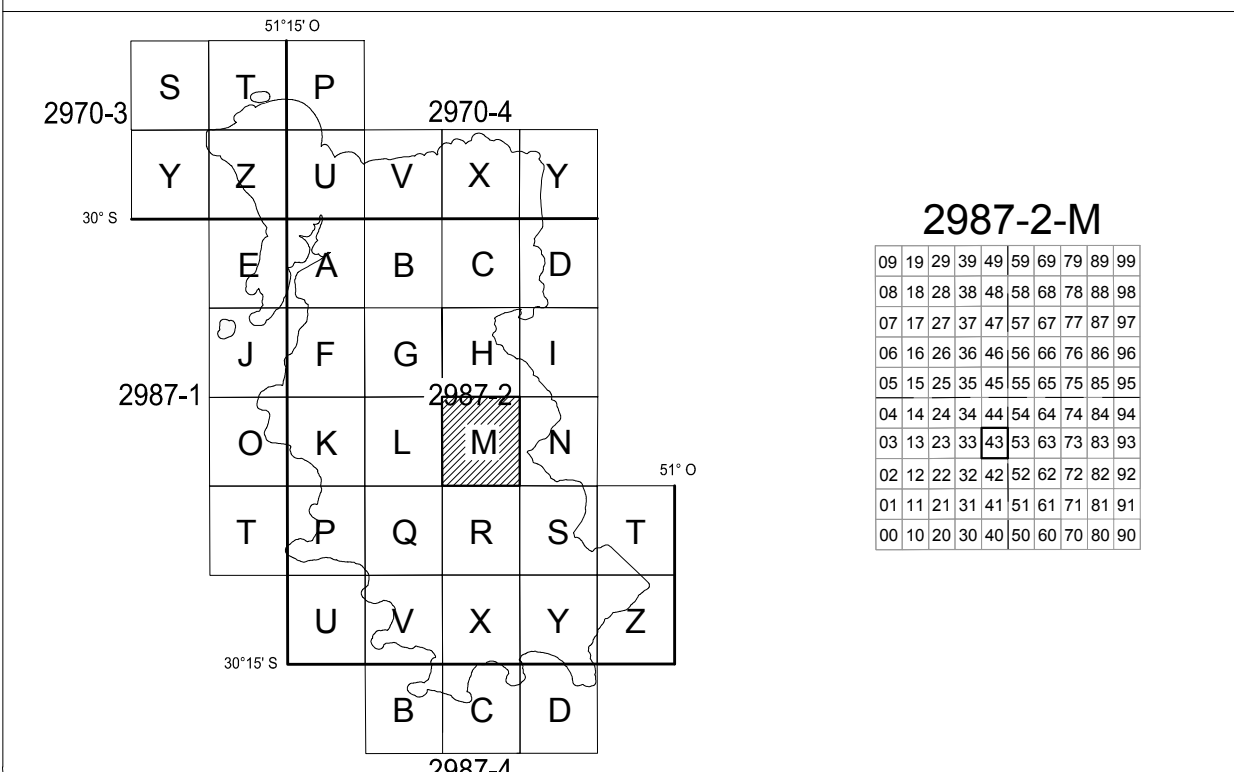 51°15' O
S T P
2970-3 2970-4
Y Z U V X Y
30° S
E A B C D
J F G H I
2987-1 2987-2
O K L M N
51° O
T P Q R S T
U V X Y Z
30°15' S
B C D
2987-4
2987-2-M
09 19 29 39 49 59 69 79 89 99
08 18 28 38 48 58 68 78 88 98
07 17 27 37 47 57 67 77 87 97
06 16 26 36 46 56 66 76 86 96
05 15 25 35 45 55 65 75 85 95
04 14 24 34 44 54 64 74 84 94
03 13 23 33 43 53 63 73 83 93
02 12 22 32 42 52 62 72 82 92
01 11 21 31 41 51 61 71 81 91
00 10 20 30 40 50 60 70 80 90